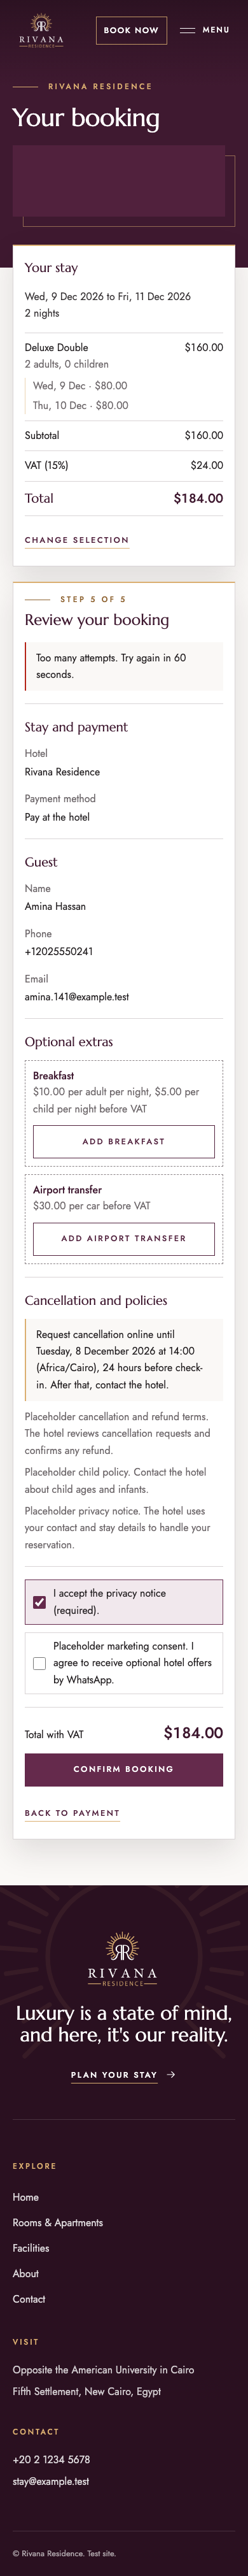 RIVANA
RESIDENCE
BOOK NOW
MENU
RIVANA RESIDENCE
Your booking
Your stay
Wed, 9 Dec 2026 to Fri, 11 Dec 2026
2 nights
Deluxe Double $160.00
2 adults, 0 children
Wed, 9 Dec · $80.00
Thu, 10 Dec · $80.00
Subtotal $160.00
VAT (15%) $24.00
Total $184.00
CHANGE SELECTION
STEP 5 OF 5
Review your booking
Too many attempts. Try again in 60
seconds.
Stay and payment
Hotel
Rivana Residence
Payment method
Pay at the hotel
Guest
Name
Amina Hassan
Phone
+12025550241
Email
amina.141@example.test
Optional extras
Breakfast
$10.00 per adult per night, $5.00 per
child per night before VAT
ADD BREAKFAST
Airport transfer
$30.00 per car before VAT
ADD AIRPORT TRANSFER
Cancellation and policies
Request cancellation online until
Tuesday, 8 December 2026 at 14:00
(Africa/Cairo), 24 hours before check-
in. After that, contact the hotel.
Placeholder cancellation and refund terms.
The hotel reviews cancellation requests and
confirms any refund.
Placeholder child policy. Contact the hotel
about child ages and infants.
Placeholder privacy notice. The hotel uses
your contact and stay details to handle your
reservation.
I accept the privacy notice
(required).
Placeholder marketing consent. I
agree to receive optional hotel offers
by WhatsApp.
Total with VAT $184.00
CONFIRM BOOKING
BACK TO PAYMENT
RIVANA
RESIDENCE
Luxury is a state of mind,
and here, it's our reality.
PLAN YOUR STAY →
EXPLORE
Home
Rooms & Apartments
Facilities
About
Contact
VISIT
Opposite the American University in Cairo
Fifth Settlement, New Cairo, Egypt
CONTACT
+20 2 1234 5678
stay@example.test
© Rivana Residence. Test site.